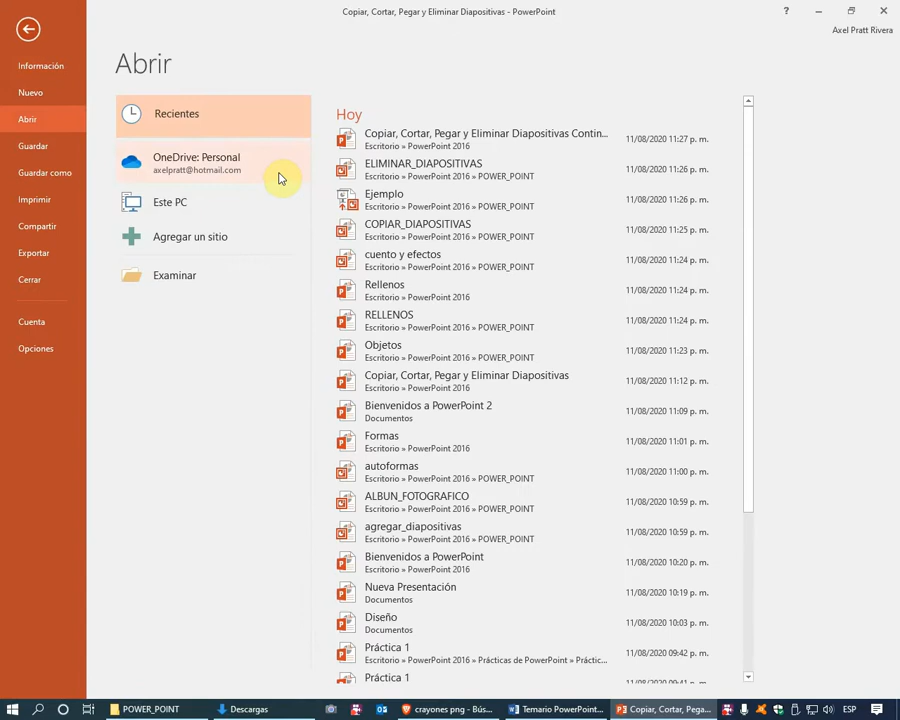 Copiar, Cortar, Pegar y Eliminar Diapositivas - PowerPoint
?
Axel Pratt Rivera
Información
Nuevo
Abrir
Guardar
Guardar como
Imprimir
Compartir
Exportar
Cerrar
Cuenta
Opciones
Abrir
Recientes
OneDrive: Personal
axelpratt@hotmail.com
Este PC
Agregar un sitio
Examinar
Hoy
Copiar, Cortar, Pegar y Eliminar Diapositivas Contin... 11/08/2020 11:27 p. m.
Escritorio » PowerPoint 2016
ELIMINAR_DIAPOSITIVAS 11/08/2020 11:26 p. m.
Escritorio » PowerPoint 2016 » POWER_POINT
Ejemplo 11/08/2020 11:26 p. m.
Escritorio » PowerPoint 2016 » POWER_POINT
COPIAR_DIAPOSITIVAS 11/08/2020 11:25 p. m.
Escritorio » PowerPoint 2016 » POWER_POINT
cuento y efectos 11/08/2020 11:24 p. m.
Escritorio » PowerPoint 2016 » POWER_POINT
Rellenos 11/08/2020 11:24 p. m.
Escritorio » PowerPoint 2016
RELLENOS 11/08/2020 11:24 p. m.
Escritorio » PowerPoint 2016 » POWER_POINT
Objetos 11/08/2020 11:23 p. m.
Escritorio » PowerPoint 2016
Copiar, Cortar, Pegar y Eliminar Diapositivas 11/08/2020 11:12 p. m.
Escritorio » PowerPoint 2016
Bienvenidos a PowerPoint 2 11/08/2020 11:09 p. m.
Documentos
Formas 11/08/2020 11:01 p. m.
Escritorio » PowerPoint 2016
autoformas 11/08/2020 11:00 p. m.
Escritorio » PowerPoint 2016 » POWER_POINT
ALBUN_FOTOGRAFICO 11/08/2020 10:59 p. m.
Escritorio » PowerPoint 2016 » POWER_POINT
agregar_diapositivas 11/08/2020 10:59 p. m.
Escritorio » PowerPoint 2016 » POWER_POINT
Bienvenidos a PowerPoint 11/08/2020 10:20 p. m.
Escritorio » PowerPoint 2016
Nueva Presentación 11/08/2020 10:19 p. m.
Documentos
Diseño 11/08/2020 10:03 p. m.
Documentos
Práctica 1 11/08/2020 09:42 p. m.
Escritorio » PowerPoint 2016 » Prácticas de PowerPoint » Práctic...
Práctica 1 11/08/2020 09:41 p. m.
POWER_POINT
Descargas
crayones png - Bús...
Temario PowerPoint...
Copiar, Cortar, Pega...
ESP